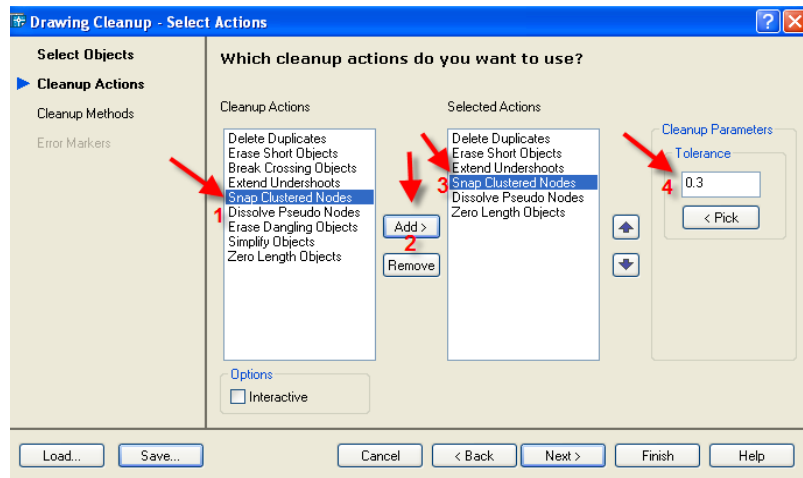 Drawing Cleanup - Select Actions
Select Objects
Cleanup Actions
Cleanup Methods
Error Markers
Which cleanup actions do you want to use?
Cleanup Actions
Delete Duplicates
Erase Short Objects
Break Crossing Objects
Extend Undershoots
Snap Clustered Nodes
Dissolve Pseudo Nodes
Erase Dangling Objects
Simplify Objects
Zero Length Objects
1
Options
Interactive
Add >
2
Remove
Selected Actions
Delete Duplicates
Erase Short Objects
Extend Undershoots
Snap Clustered Nodes
Dissolve Pseudo Nodes
Zero Length Objects
3
Cleanup Parameters
Tolerance
4
0.3
< Pick
Load... Save... Cancel < Back Next > Finish Help